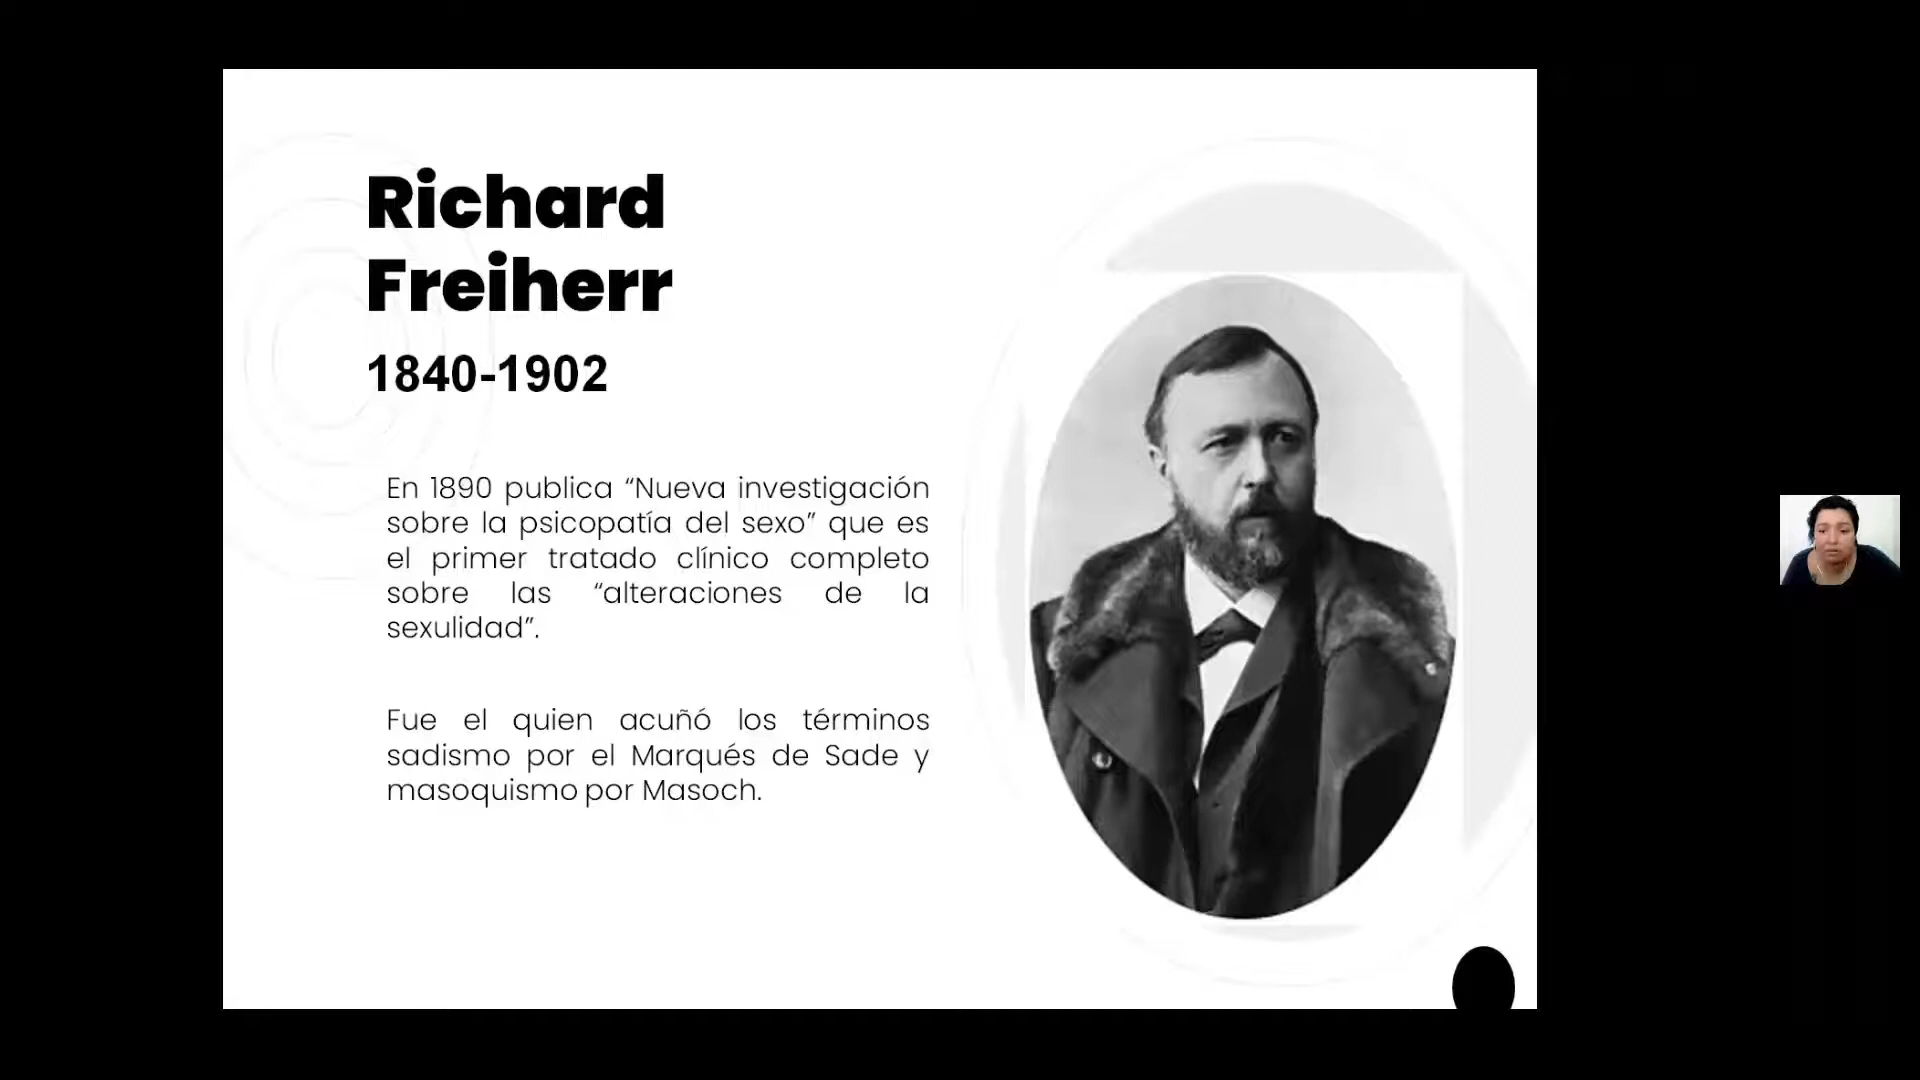 Richard
Freiherr
1840-1902
En 1890 publica “Nueva investigación
sobre la psicopatía del sexo” que es
el primer tratado clínico completo
sobre las “alteraciones de la
sexulidad”.
Fue el quien acuñó los términos
sadismo por el Marqués de Sade y
masoquismo por Masoch.